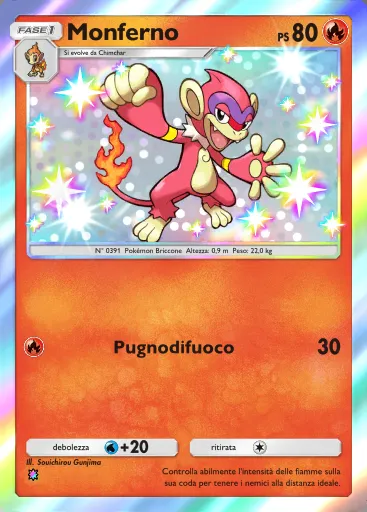 FASE 1
Monferno
PS 80
Si evolve da Chimchar
N° 0391 Pokémon Briccone Altezza: 0,9 m Peso: 22,0 kg
Pugnodifuoco 30
debolezza +20 ritirata
Ill. Souichirou Gunjima
Controlla abilmente l'intensità delle fiamme sulla
sua coda per tenere i nemici alla distanza ideale.